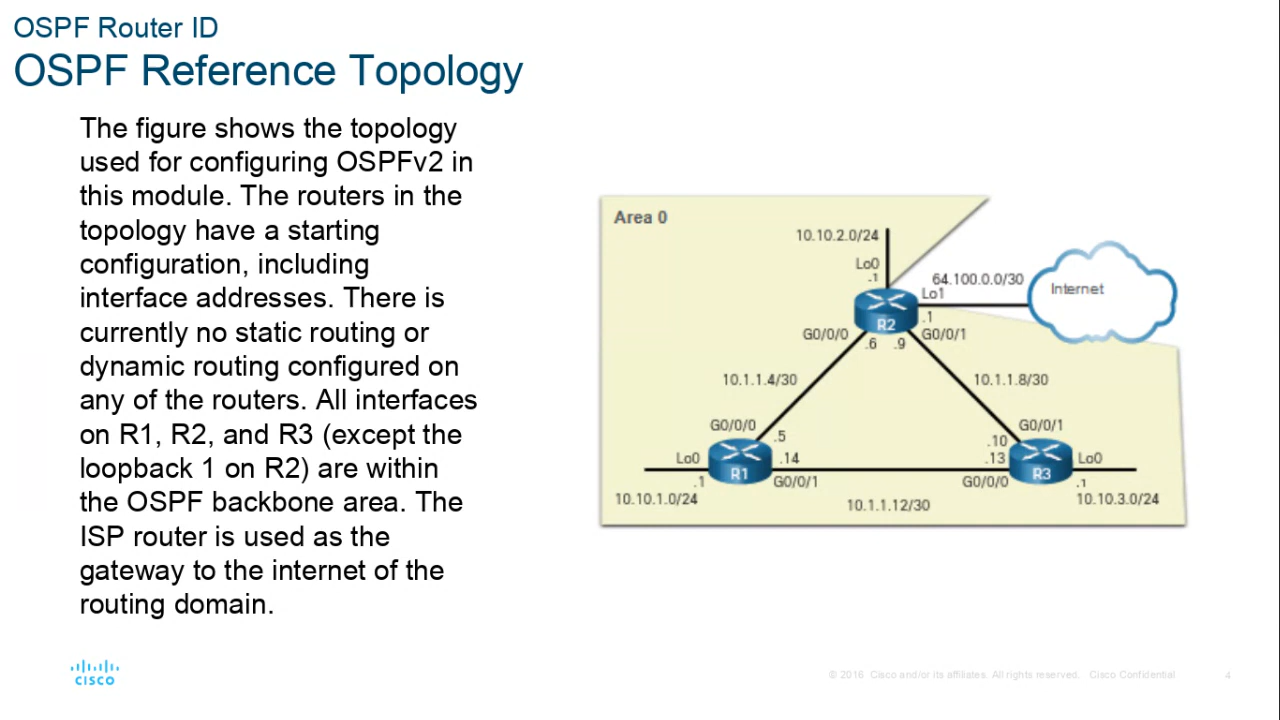 OSPF Router ID
OSPF Reference Topology
The figure shows the topology
used for configuring OSPFv2 in
this module. The routers in the
topology have a starting
configuration, including
interface addresses. There is
currently no static routing or
dynamic routing configured on
any of the routers. All interfaces
on R1, R2, and R3 (except the
loopback 1 on R2) are within
the OSPF backbone area. The
ISP router is used as the
gateway to the internet of the
routing domain.
Area 0
10.10.2.0/24
Lo0
.1
64.100.0.0/30
Lo1
Internet
.1
R2
G0/0/0
.6
.9
G0/0/1
10.1.1.4/30
10.1.1.8/30
G0/0/0
.5
G0/0/1
.10
Lo0
R1
.14
.13
R3
Lo0
.1
G0/0/1
G0/0/0
.1
10.10.1.0/24
10.1.1.12/30
10.10.3.0/24
CISCO
© 2016 Cisco and/or its affiliates. All rights reserved. Cisco Confidential
4